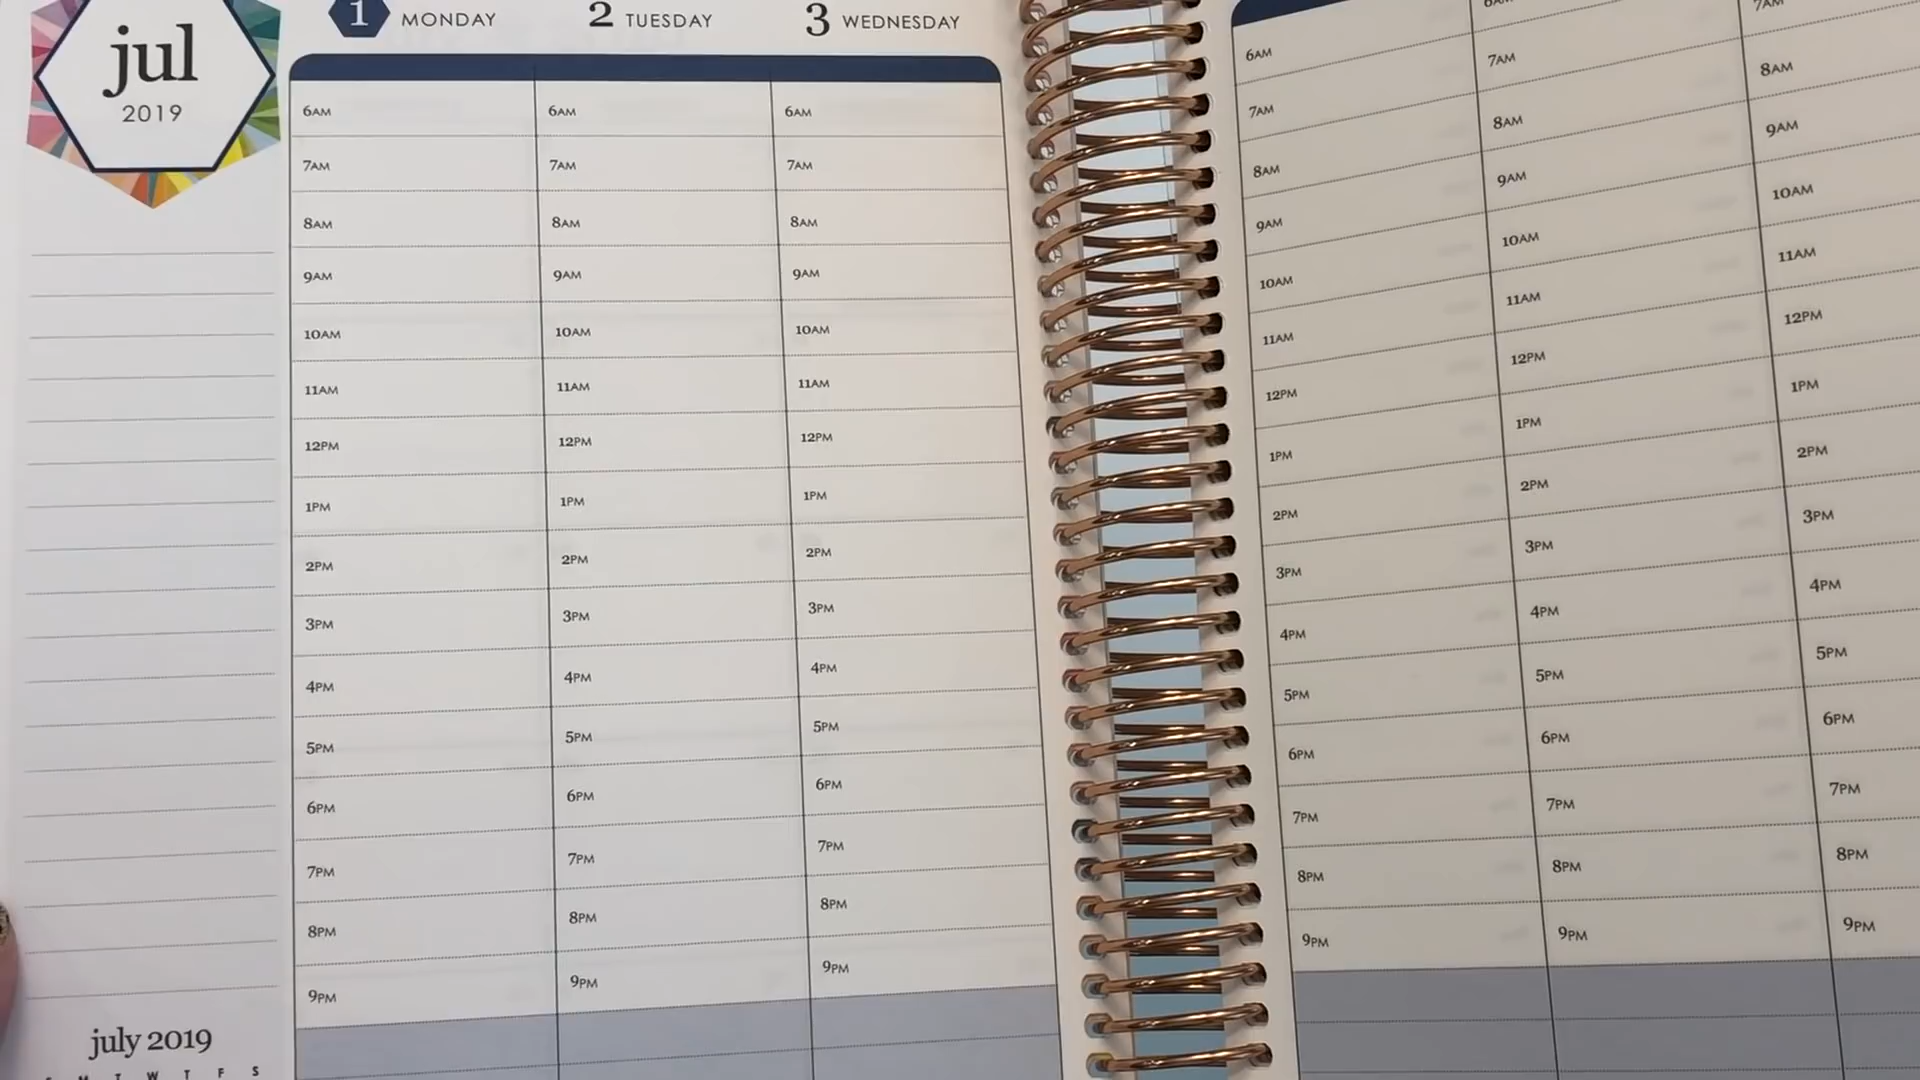 jul
2019
1 MONDAY
2 TUESDAY
3 WEDNESDAY
6AM 6AM 6AM
7AM 7AM 7AM
8AM 8AM 8AM
9AM 9AM 9AM
10AM 10AM 10AM
11AM 11AM 11AM
12PM 12PM 12PM
1PM 1PM 1PM
2PM 2PM 2PM
3PM 3PM 3PM
4PM 4PM 4PM
5PM 5PM 5PM
6PM 6PM 6PM
7PM 7PM 7PM
8PM 8PM 8PM
9PM 9PM 9PM
july 2019
T W T F S
6AM 6AM 7AM
7AM 7AM 8AM
8AM 8AM 9AM
9AM 9AM 10AM
10AM 10AM 11AM
11AM 11AM 12PM
12PM 12PM 1PM
1PM 1PM 2PM
2PM 2PM 3PM
3PM 3PM 4PM
4PM 4PM 5PM
5PM 5PM 6PM
6PM 6PM 7PM
7PM 7PM 8PM
8PM 8PM 9PM
9PM 9PM